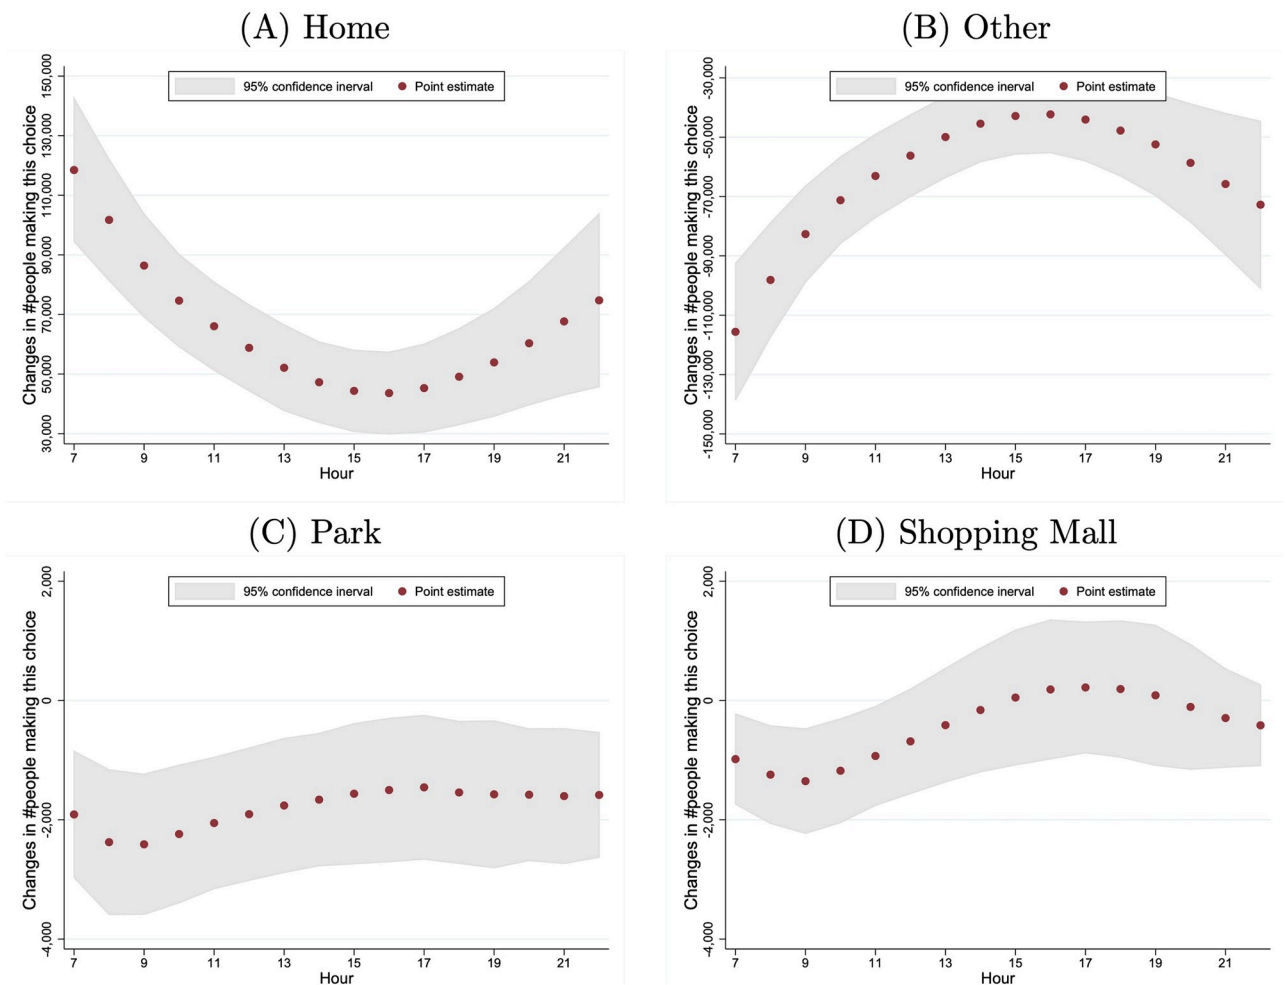 (A) Home
150,000
130,000
110,000
90,000
70,000
50,000
30,000
Changes in #people making this choice
95% confidence inerval
Point estimate
7 9 11 13 15 17 19 21
Hour
(B) Other
-30,000
-50,000
-70,000
-90,000
-110,000
-130,000
-150,000
Changes in #people making this choice
95% confidence inerval
Point estimate
7 9 11 13 15 17 19 21
Hour
(C) Park
2,000
0
-2,000
-4,000
Changes in #people making this choice
95% confidence inerval
Point estimate
7 9 11 13 15 17 19 21
Hour
(D) Shopping Mall
2,000
0
-2,000
-4,000
Changes in #people making this choice
95% confidence inerval
Point estimate
7 9 11 13 15 17 19 21
Hour